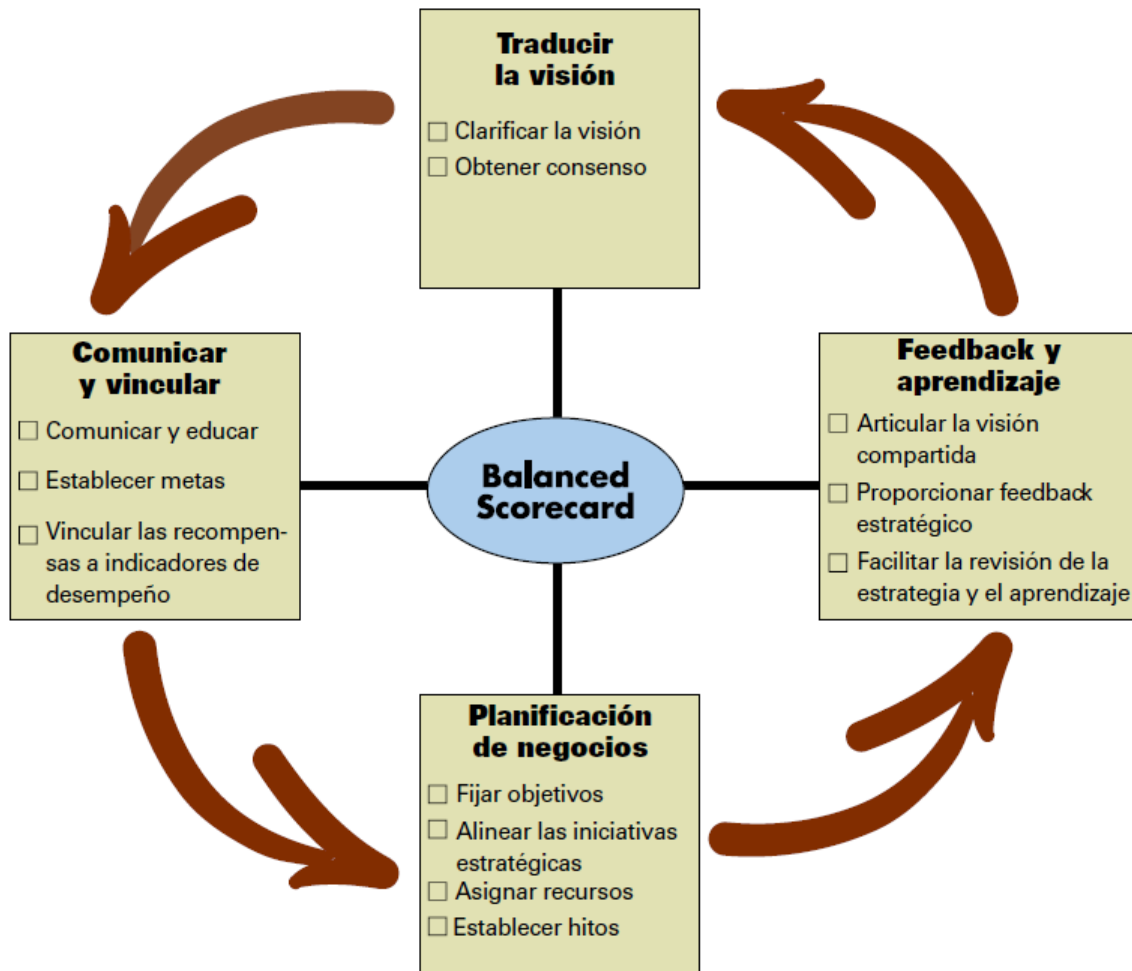 Traducir
la visión
☐ Clarificar la visión
☐ Obtener consenso
Comunicar
y vincular
☐ Comunicar y educar
☐ Establecer metas
☐ Vincular las recompen-
sas a indicadores de
desempeño
Balanced
Scorecard
Feedback y
aprendizaje
☐ Articular la visión
compartida
☐ Proporcionar feedback
estratégico
☐ Facilitar la revisión de la
estrategia y el aprendizaje
Planificación
de negocios
☐ Fijar objetivos
☐ Alinear las iniciativas
estratégicas
☐ Asignar recursos
☐ Establecer hitos